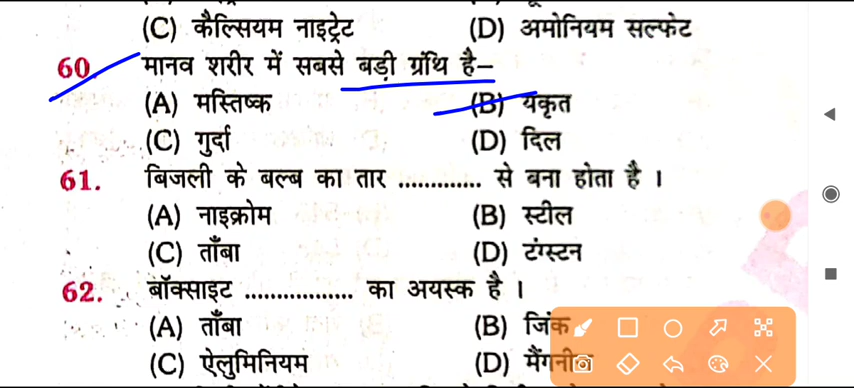 (C) कैल्सियम नाइट्रेट (D) अमोनियम सल्फेट
60. मानव शरीर में सबसे बड़ी ग्रंथि है–
(A) मस्तिष्क (B) यकृत
(C) गुर्दा (D) दिल
61. बिजली के बल्ब का तार .............. से बना होता है ।
(A) नाइक्रोम (B) स्टील
(C) ताँबा (D) टंग्स्टन
62. बॉक्साइट .................. का अयस्क है ।
(A) ताँबा (B) जिंक
(C) ऐलुमिनियम (D)